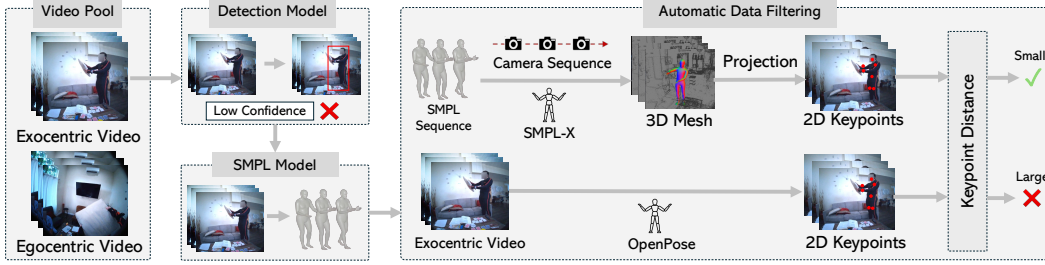 Video Pool
Exocentric Video
Egocentric Video
Detection Model
Low Confidence
SMPL Model
Automatic Data Filtering
SMPL
Sequence
Camera Sequence
SMPL-X
3D Mesh
Projection
2D Keypoints
Exocentric Video
OpenPose
2D Keypoints
Keypoint Distance
Small
Large